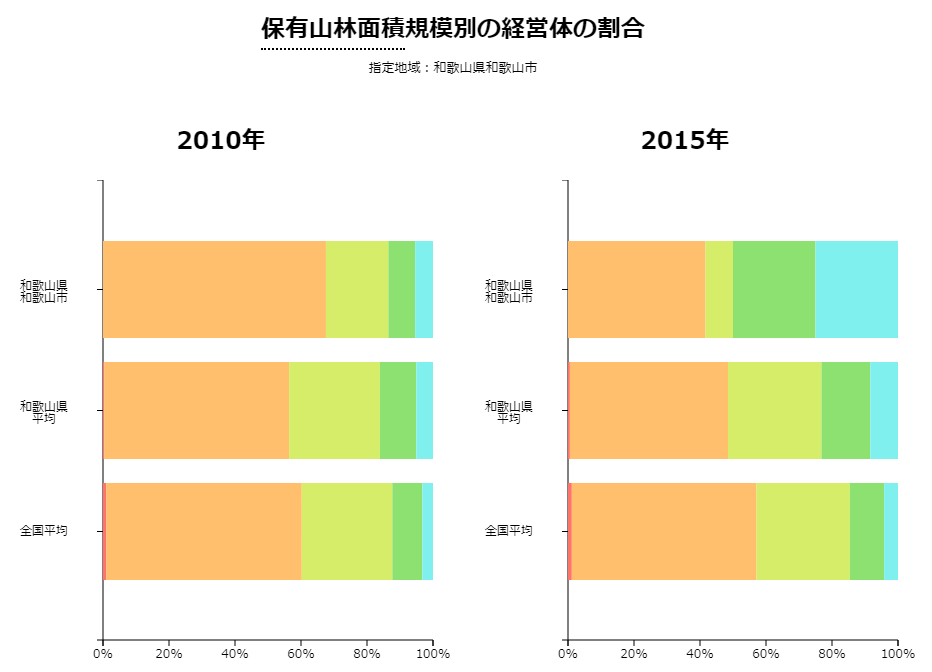 保有山林面積規模別の経営体の割合
指定地域：和歌山県和歌山市
2010年
和歌山県
和歌山市
和歌山県
平均
全国平均
0%
20%
40%
60%
80%
100%
2015年
和歌山県
和歌山市
和歌山県
平均
全国平均
0%
20%
40%
60%
80%
100%